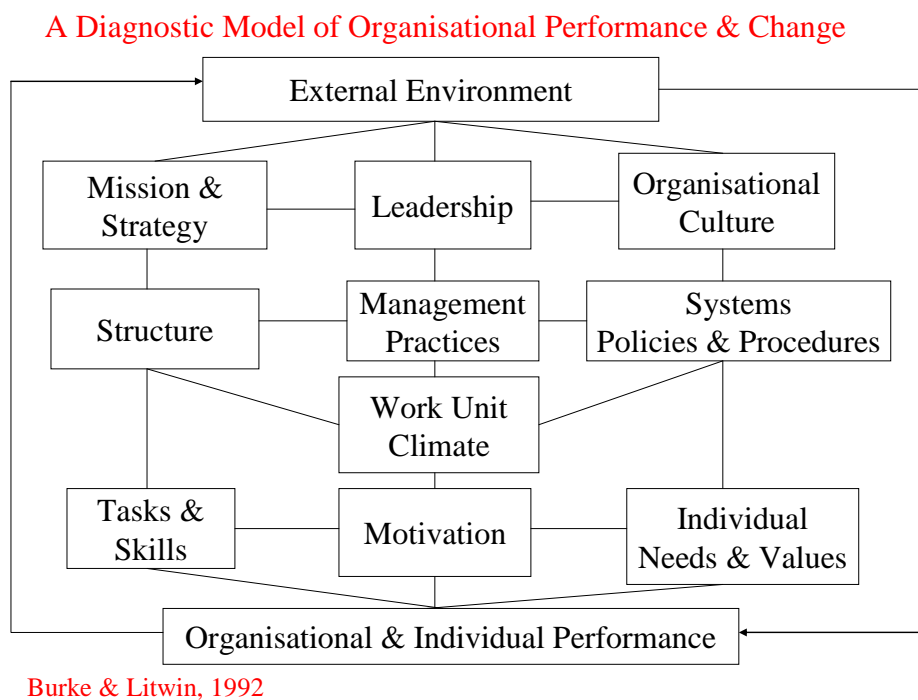 A Diagnostic Model of Organisational Performance & Change
External Environment
Mission &
Strategy
Leadership
Organisational
Culture
Structure
Management
Practices
Systems
Policies & Procedures
Work Unit
Climate
Tasks &
Skills
Motivation
Individual
Needs & Values
Organisational & Individual Performance
Burke & Litwin, 1992